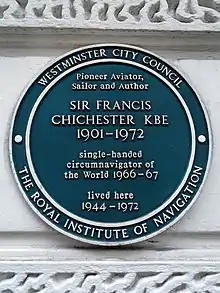 WESTMINSTER CITY COUNCIL
Pioneer Aviator,
Sailor and Author
SIR FRANCIS
CHICHESTER KBE
1901-1972
single-handed
circumnavigator of
the World 1966-67
lived here
1944-1972
THE ROYAL INSTITUTE OF NAVIGATION